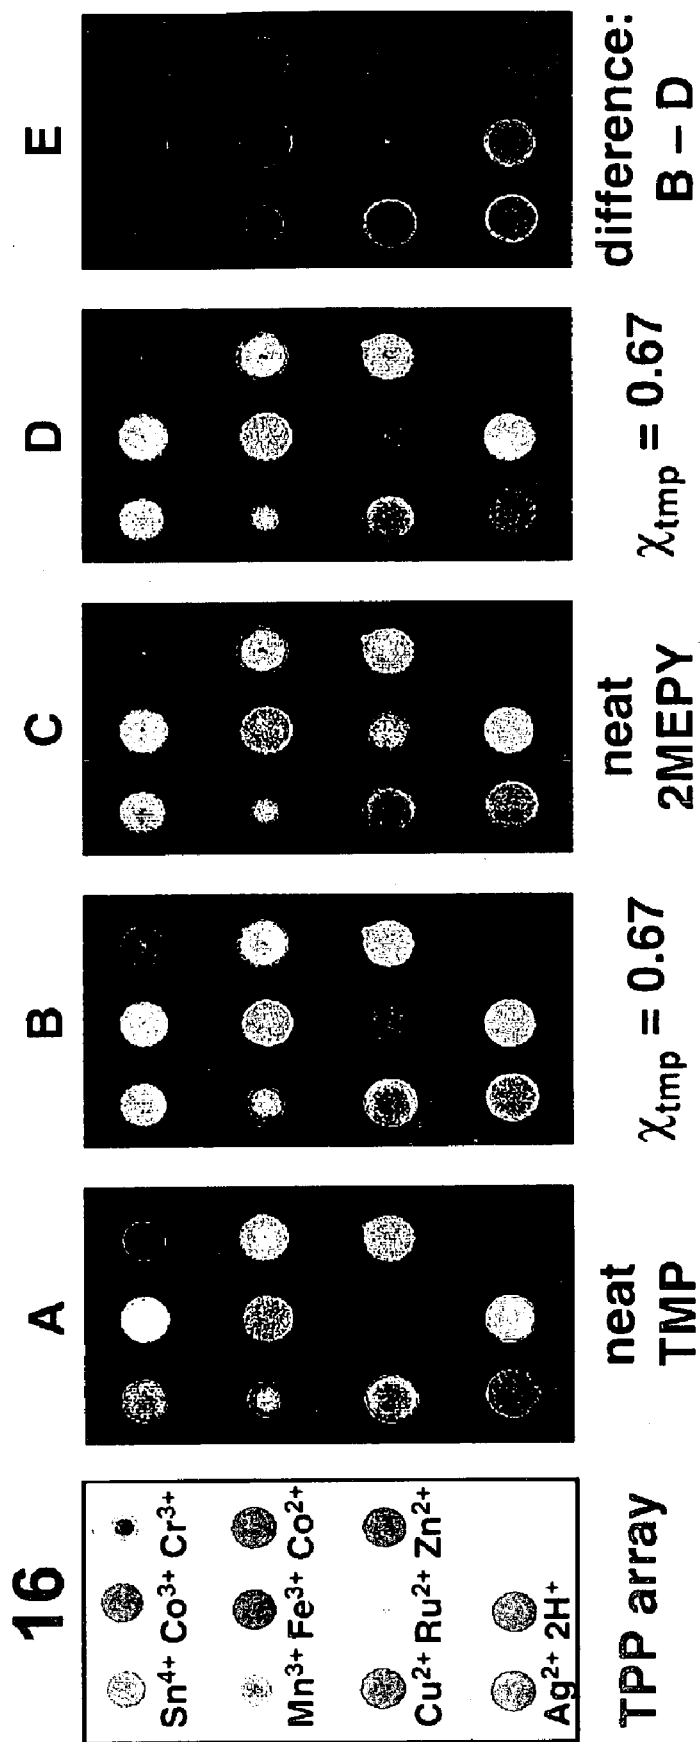 16
A
B
C
D
E
Sn⁴⁺ Co³⁺ Cr³⁺
Mn³⁺ Fe³⁺ Co²⁺
Cu²⁺ Ru²⁺ Zn²⁺
Ag²⁺ 2H⁺
TPP array
neat
TMP
χtmp = 0.67
neat
2MEPY
χtmp = 0.67
difference:
B – D